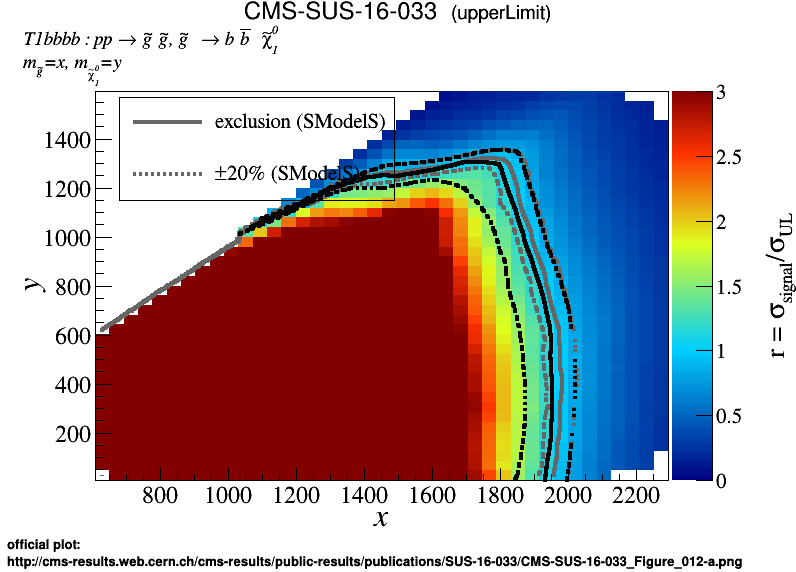 CMS-SUS-16-033 (upperLimit)
T1bbbb : pp → g̃ g̃, g̃ → b b̅ χ̃₁⁰
m_g̃=x, m_χ̃₁⁰=y
exclusion (SModelS)
±20% (SModelS)
3
2.5
2
1.5
1
0.5
0
r = σ_signal/σ_UL
1400
1200
1000
800
600
400
200
y
800 1000 1200 1400 1600 1800 2000 2200
x
official plot:
http://cms-results.web.cern.ch/cms-results/public-results/publications/SUS-16-033/CMS-SUS-16-033_Figure_012-a.png